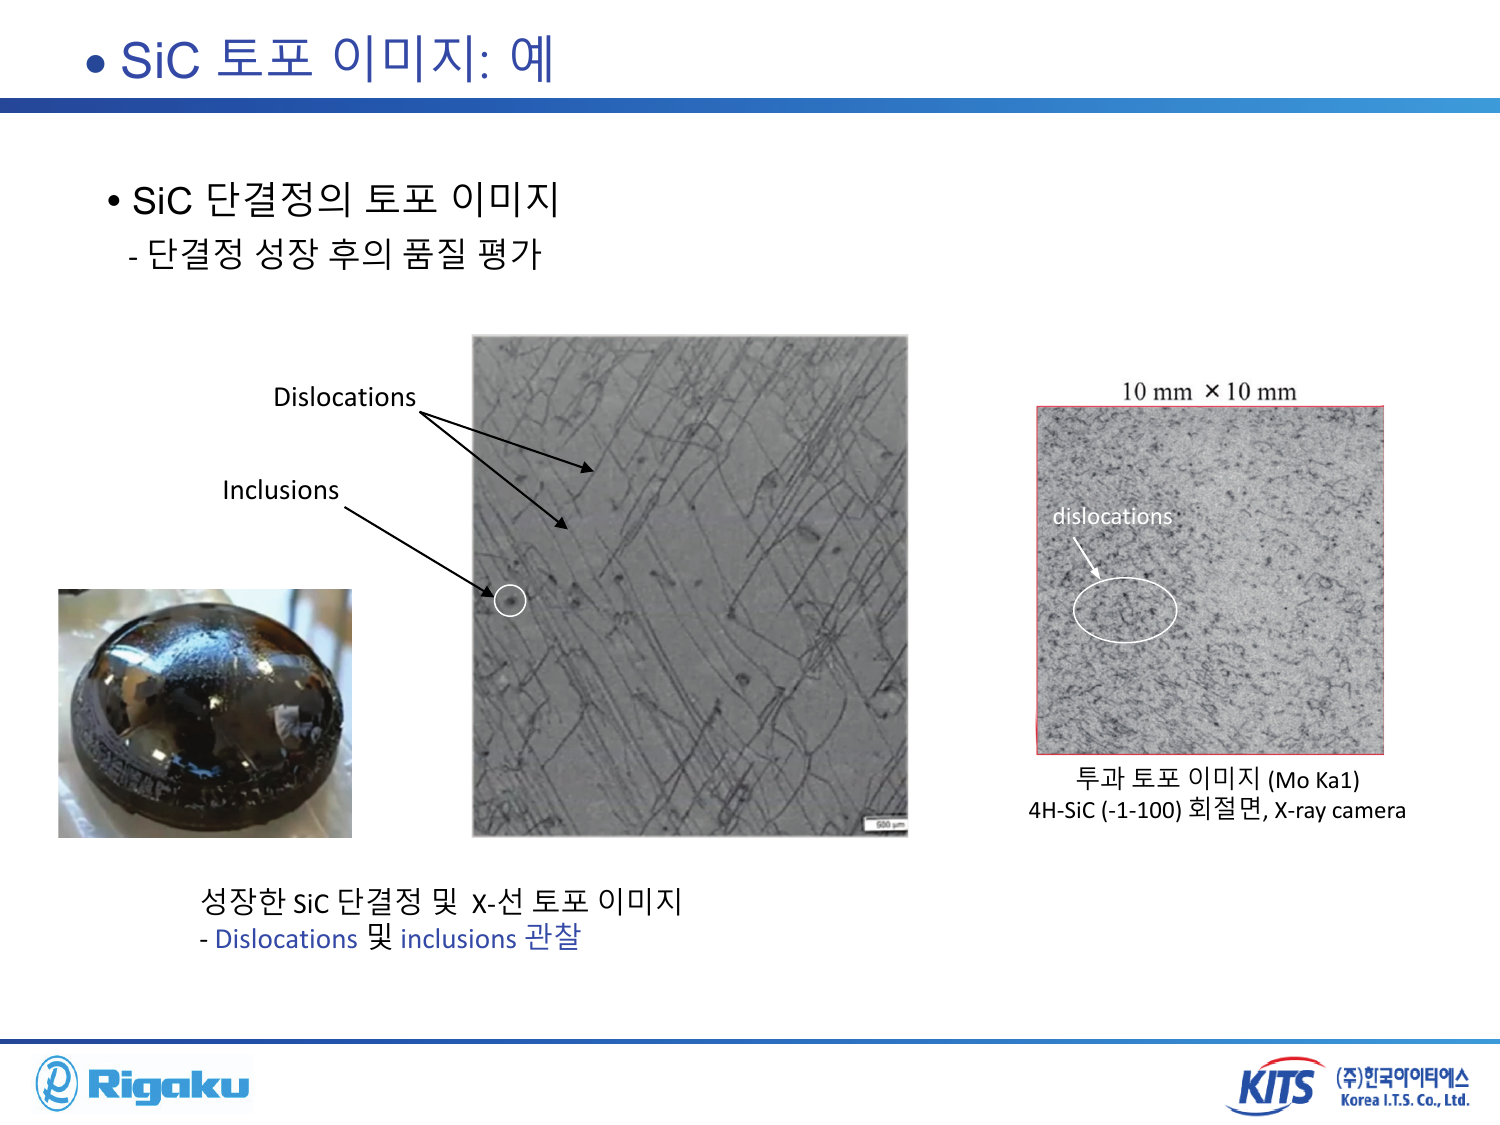 • SiC 토포 이미지: 예
• SiC 단결정의 토포 이미지
- 단결정 성장 후의 품질 평가
Dislocations
Inclusions
500 µm
10 mm × 10 mm
dislocations
투과 토포 이미지 (Mo Ka1)
4H-SiC (-1-100) 회절면, X-ray camera
성장한 SiC 단결정 및 X-선 토포 이미지
- Dislocations 및 inclusions 관찰
Rigaku
KITS
(주)한국아이티에스
Korea I.T.S. Co., Ltd.